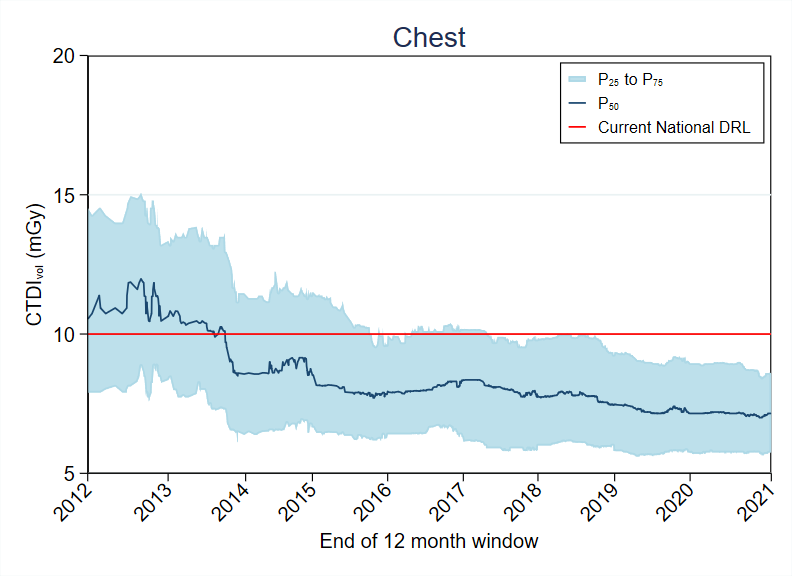 Chest
20
15
10
5
CTDIvol (mGy)
P25 to P75
P50
Current National DRL
2012
2013
2014
2015
2016
2017
2018
2019
2020
2021
End of 12 month window